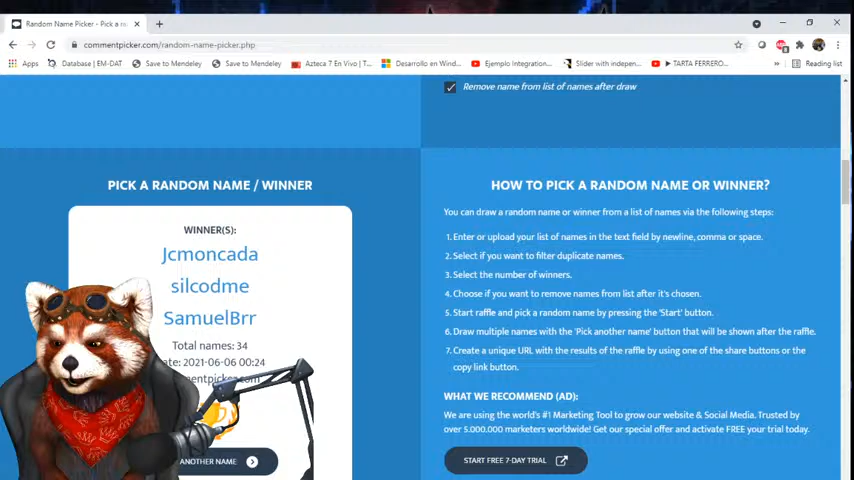 Random Name Picker - Pick a ra
commentpicker.com/random-name-picker.php
Apps
Database | EM-DAT
Save to Mendeley
Save to Mendeley
Azteca 7 En Vivo | T...
Desarrollo en Wind...
Ejemplo Integration...
Slider with indepen...
TARTA FERRERO...
Reading list
Remove name from list of names after draw
PICK A RANDOM NAME / WINNER
WINNER(S):
Jcmoncada
silcodme
SamuelBrr
Total names: 34
ate: 2021-06-06 00:24
mentpicker.com
ANOTHER NAME
HOW TO PICK A RANDOM NAME OR WINNER?
You can draw a random name or winner from a list of names via the following steps:
1. Enter or upload your list of names in the text field by newline, comma or space.
2. Select if you want to filter duplicate names.
3. Select the number of winners.
4. Choose if you want to remove names from list after it's chosen.
5. Start raffle and pick a random name by pressing the 'Start' button.
6. Draw multiple names with the 'Pick another name' button that will be shown after the raffle.
7. Create a unique URL with the results of the raffle by using one of the share buttons or the
copy link button.
WHAT WE RECOMMEND (AD):
We are using the world's #1 Marketing Tool to grow our website & Social Media. Trusted by
over 5.000.000 marketers worldwide! Get our special offer and activate FREE your trial today.
START FREE 7-DAY TRIAL